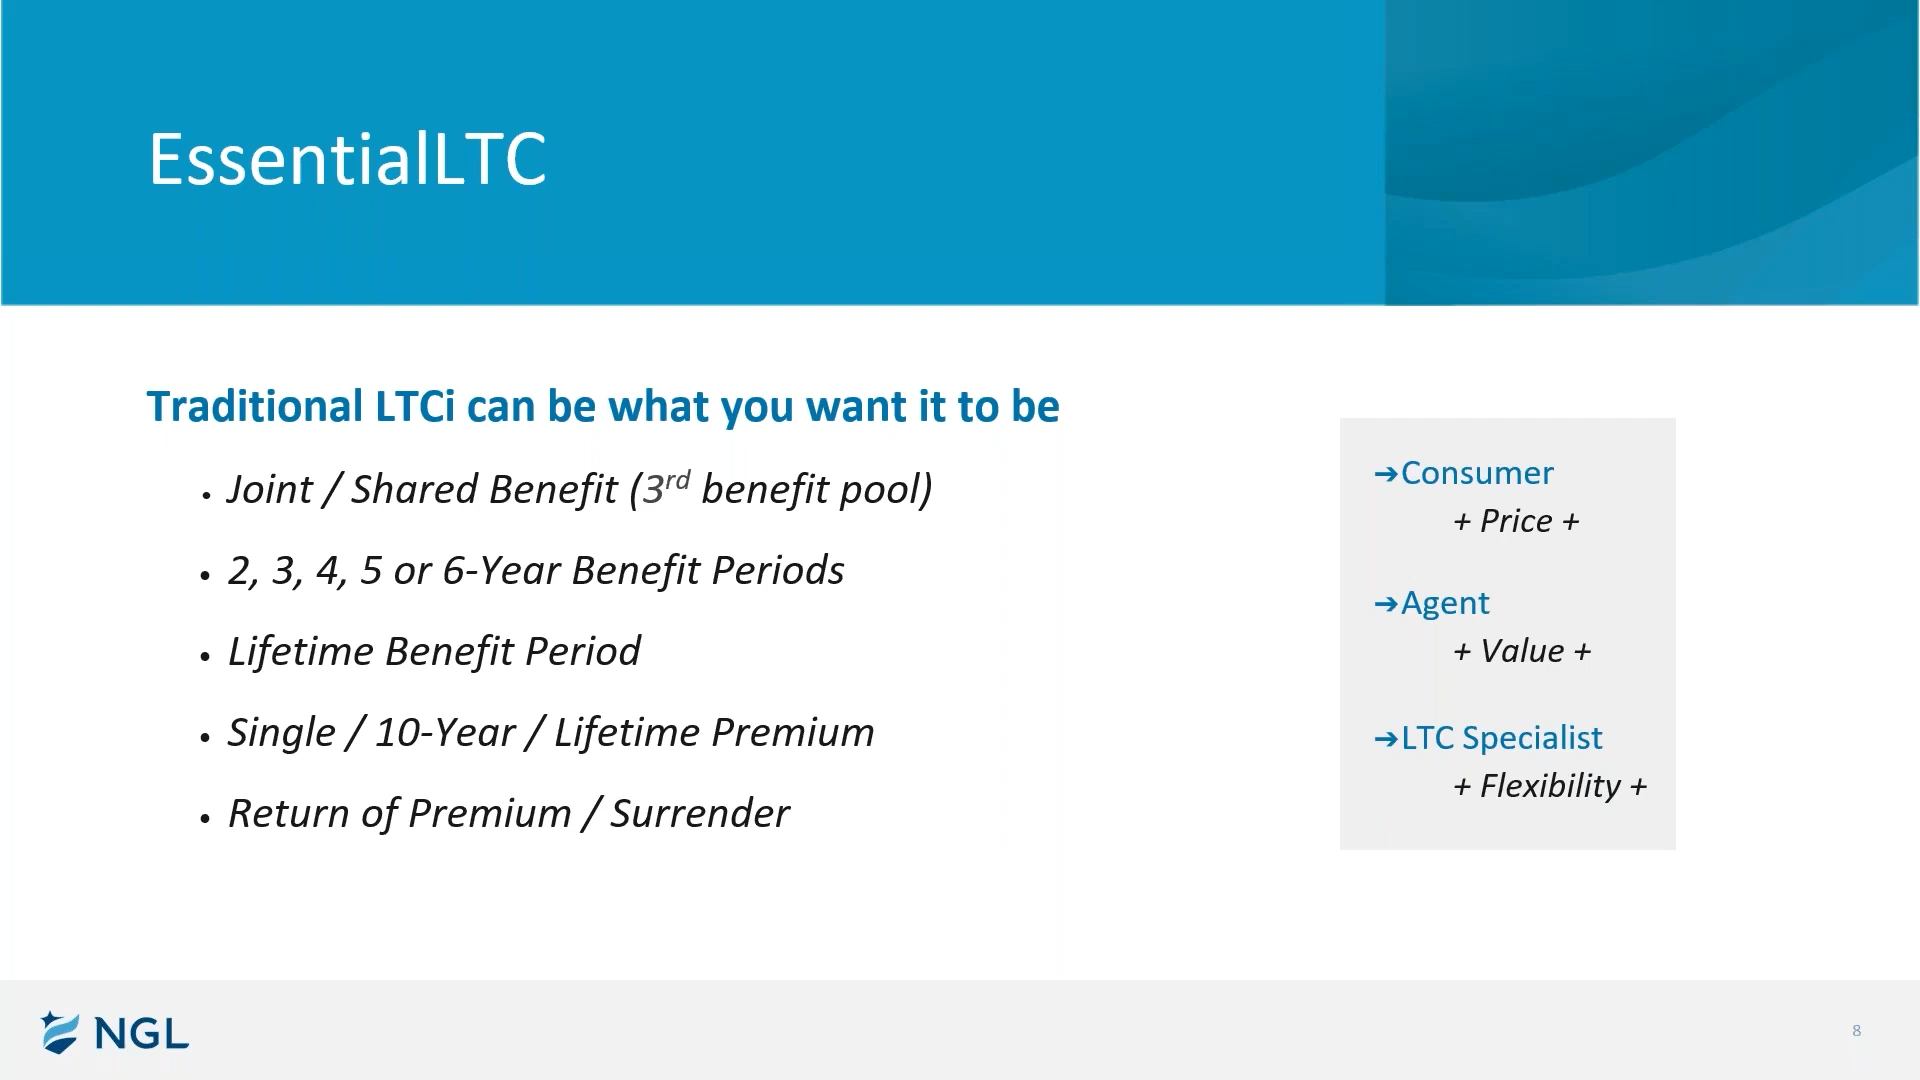 EssentialLTC
Traditional LTCi can be what you want it to be
• Joint / Shared Benefit (3rd benefit pool)
• 2, 3, 4, 5 or 6-Year Benefit Periods
• Lifetime Benefit Period
• Single / 10-Year / Lifetime Premium
• Return of Premium / Surrender
➔Consumer
+ Price +
➔Agent
+ Value +
➔LTC Specialist
+ Flexibility +
NGL
8